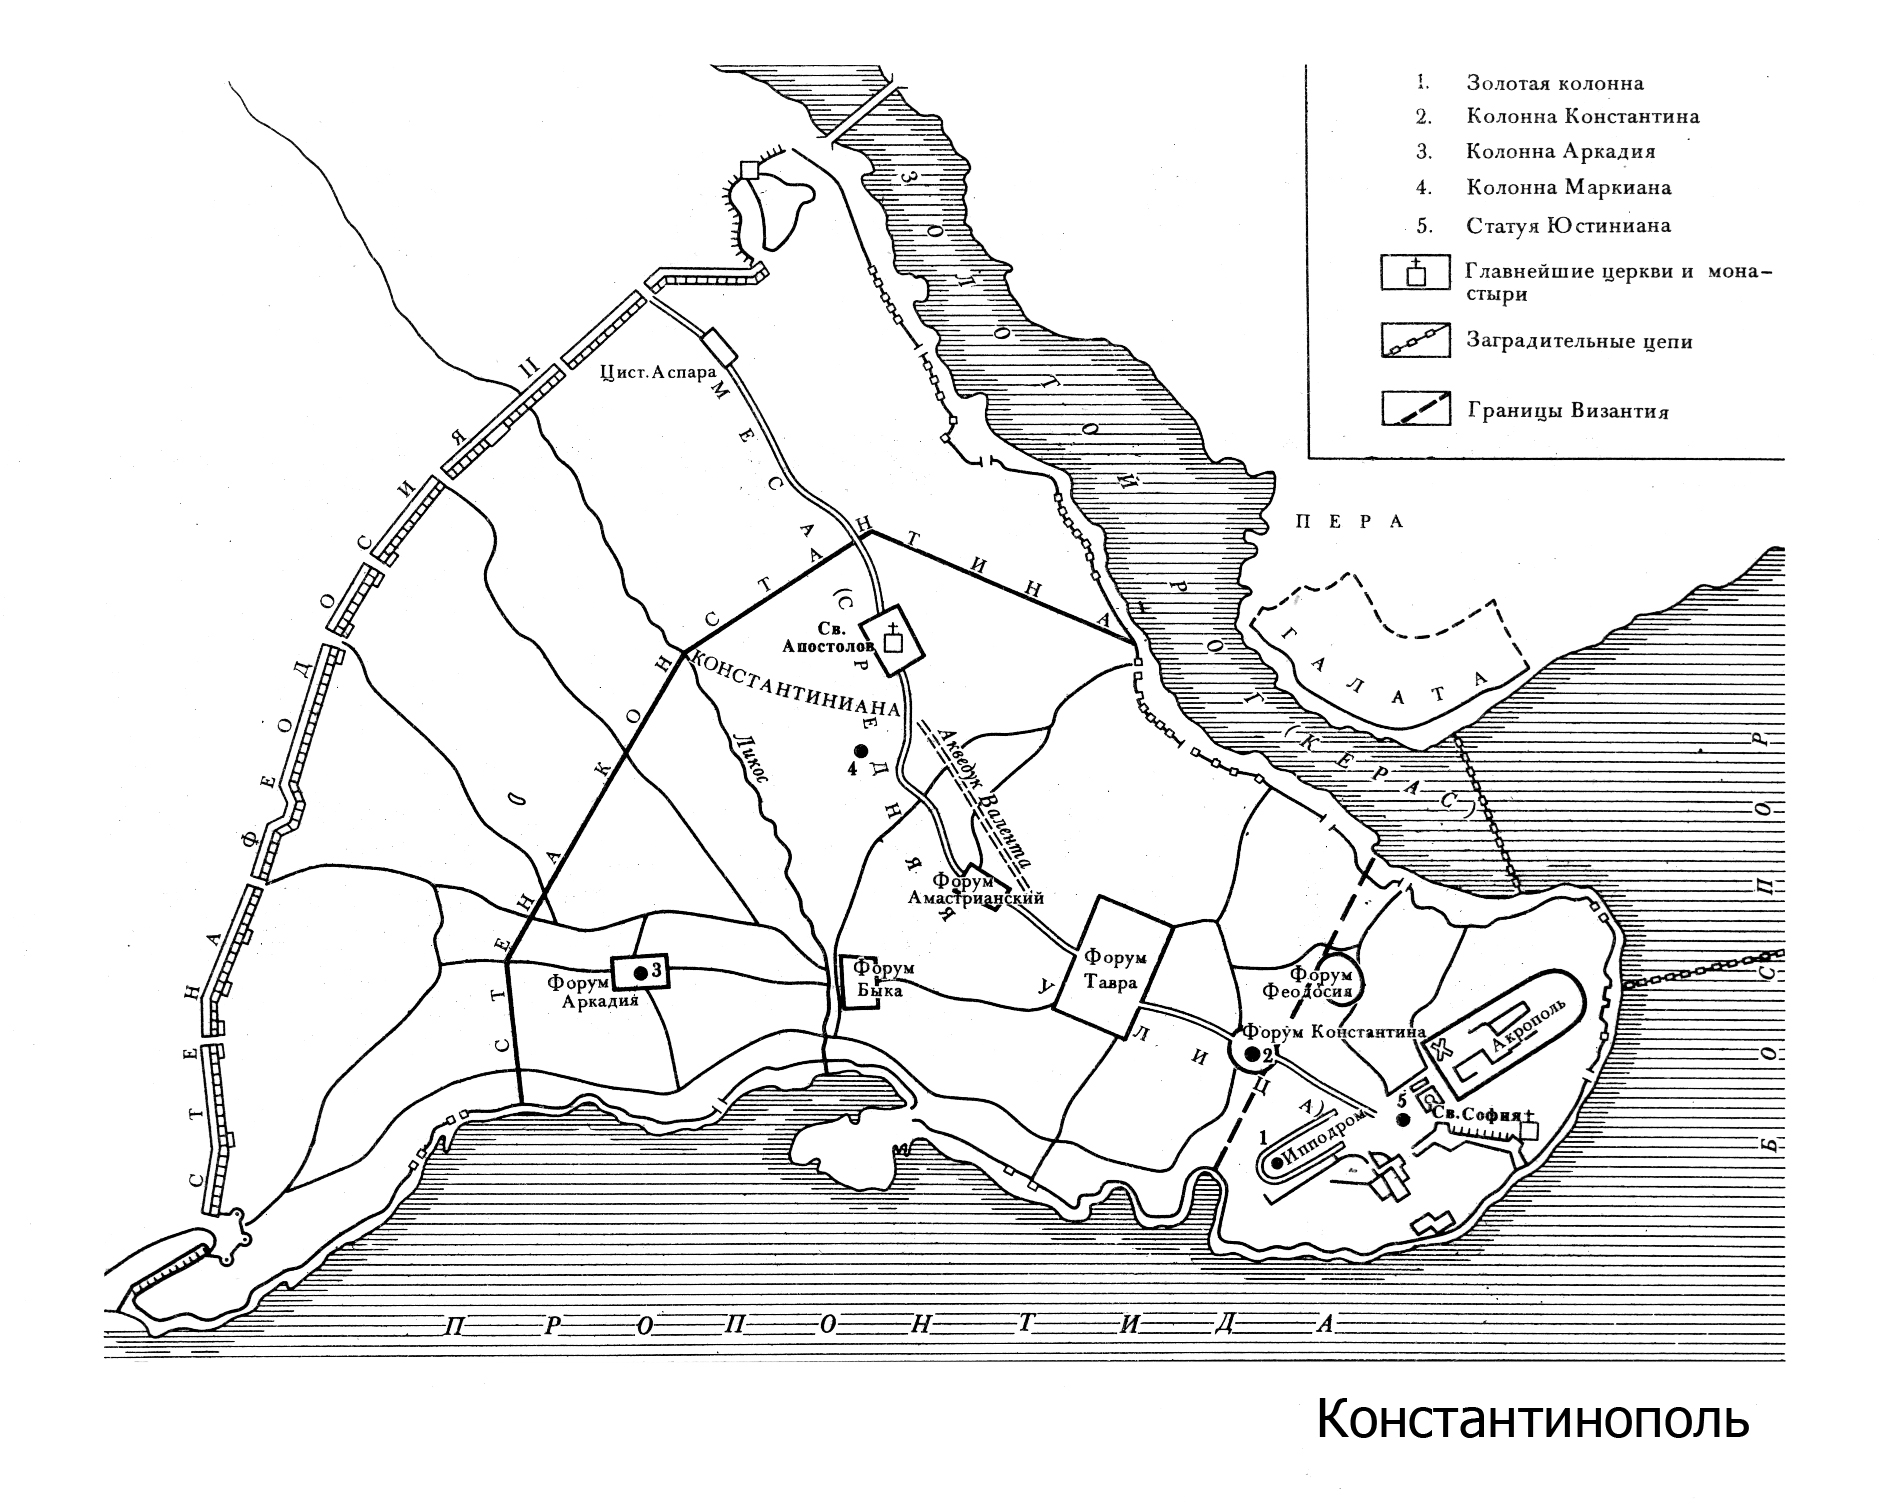 1. Золотая колонна
2. Колонна Константина
3. Колонна Аркадия
4. Колонна Маркиана
5. Статуя Юстиниана
Главнейшие церкви и мона-
стыри
Заградительные цепи
Границы Византия
ЗОЛОТОЙ РОГ (КЕРАС)
ПЕРА
ГАЛАТА
БОСПОР
Цист. Аспара
МЕСА (СРЕДНЯЯ УЛИЦА)
СТЕНА ФЕОДОСИЯ II
СТЕНА КОНСТАНТИНА
Св.
Апостолов
КОНСТАНТИНИАНА
Ликос
4
Акведук Валента
Форум
Амастрианский
Форум
Тавра
Форум
Феодосия
Форум
Быка
3
Форум
Аркадия
Форум Константина
2
Акрополь
5
Св. София
1
Ипподром
ПРОПОНТИДА
Константинополь